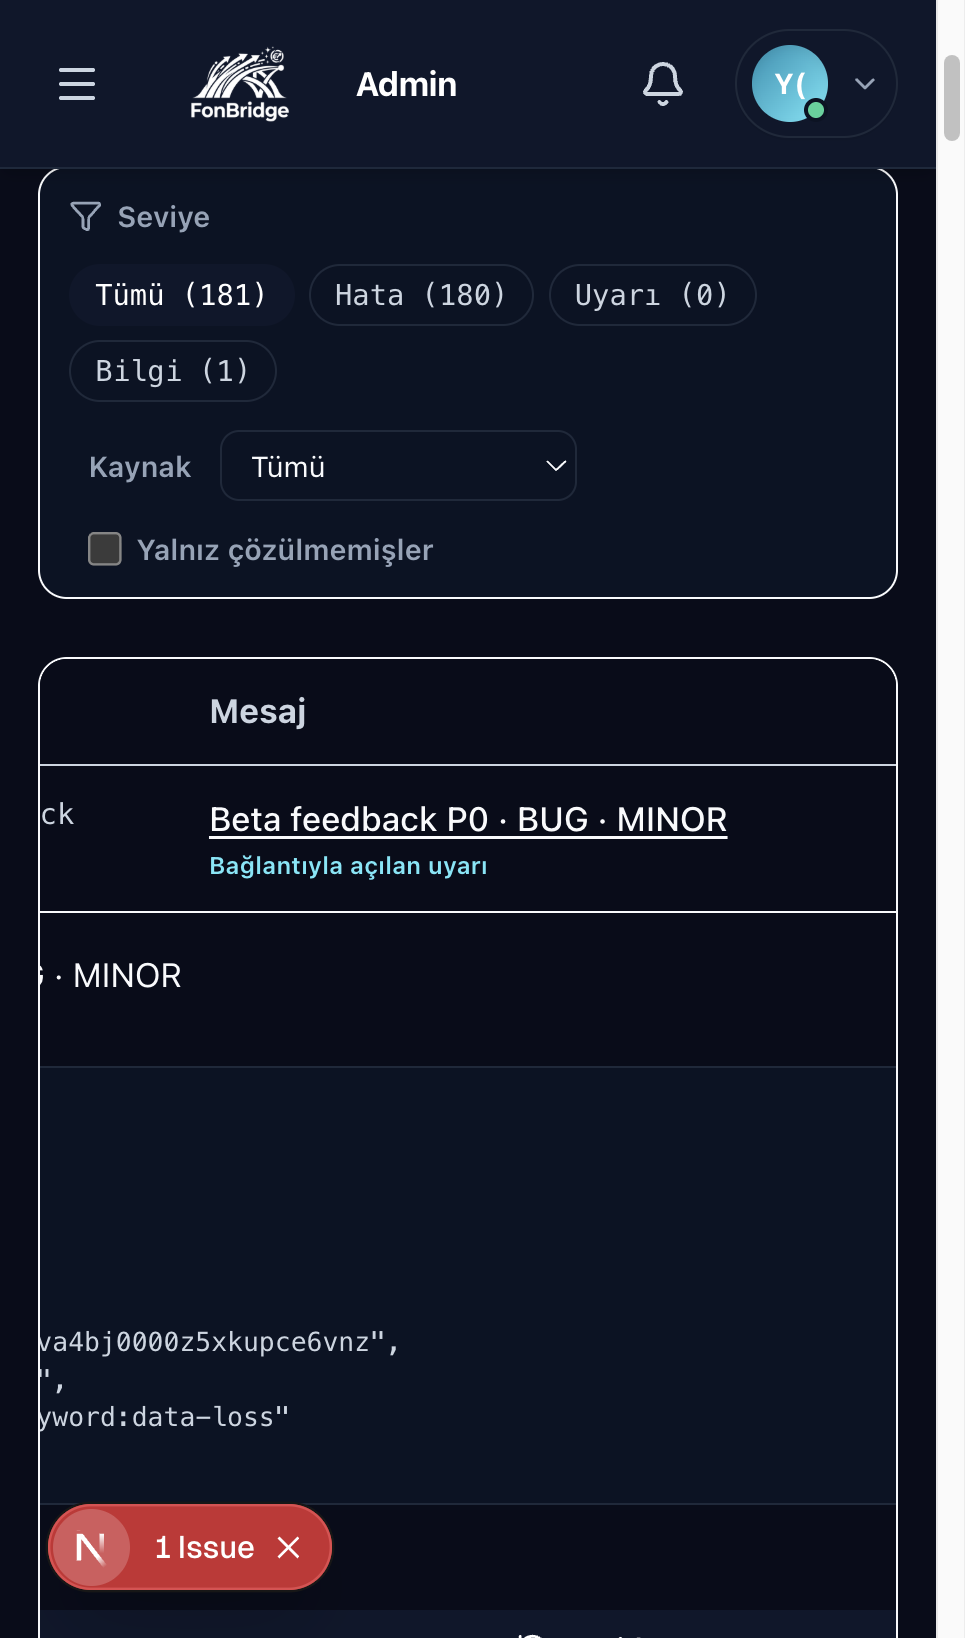 FonBridge
Admin
Y(
Seviye
Tümü (181)
Hata (180)
Uyarı (0)
Bilgi (1)
Kaynak
Tümü
Yalnız çözülmemişler
Mesaj
ck
Beta feedback P0 · BUG · MINOR
Bağlantıyla açılan uyarı
· MINOR
va4bj0000z5xkupce6vnz",
",
yword:data-loss"
N
1 Issue